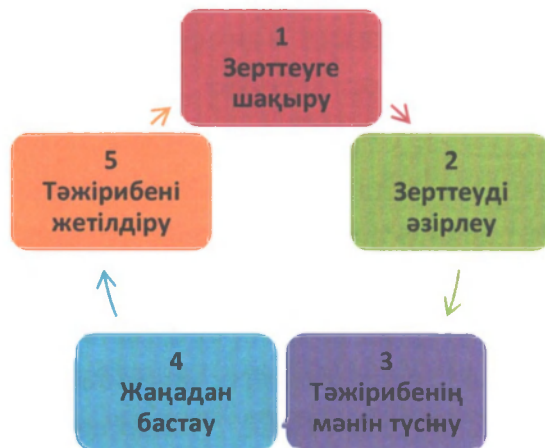 1
Зерттеуге
шақыру
2
Зерттеуді
әзірлеу
3
Тәжірибенің
мәнін түсіну
4
Жаңадан
бастау
5
Тәжірибені
жетілдіру